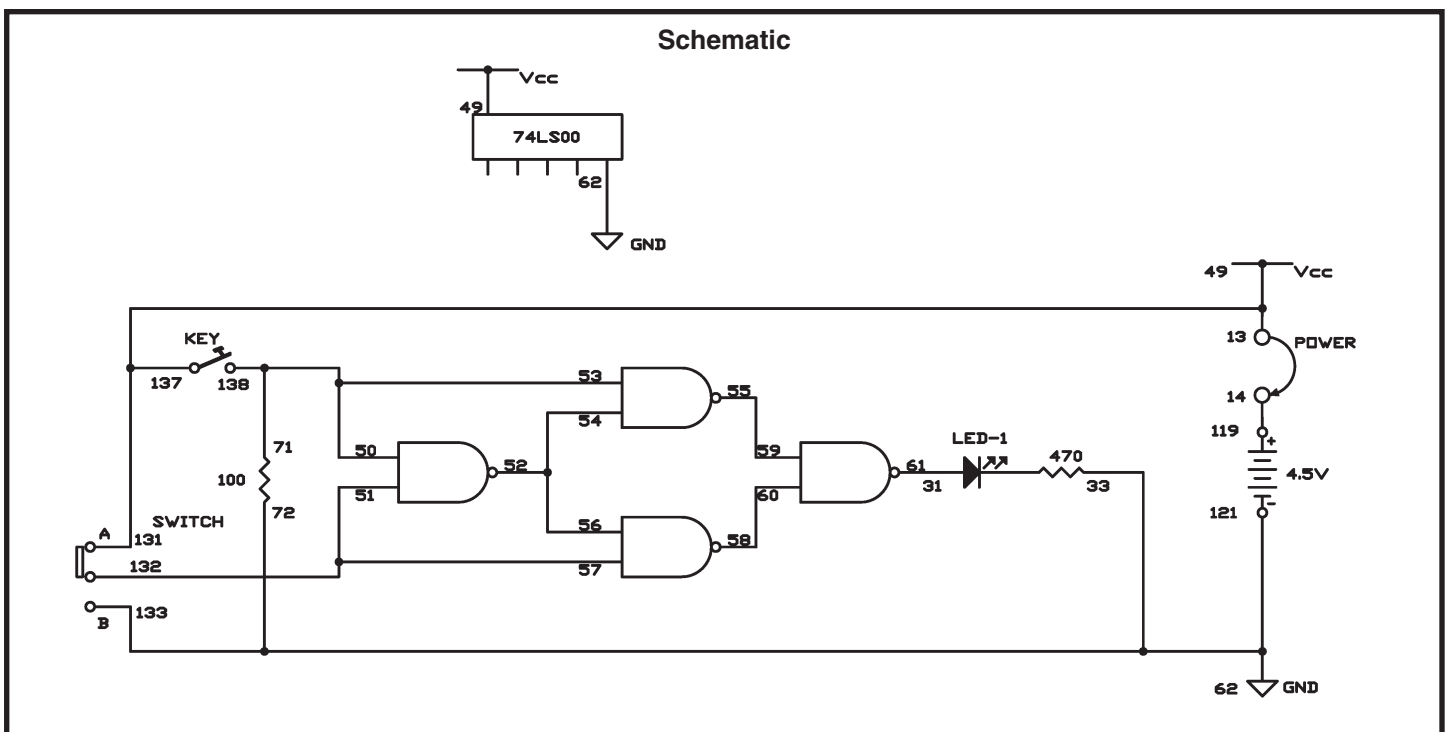 Schematic
Vcc
49
74LS00
62
GND
49
Vcc
KEY
13
POWER
137
138
53
55
14
54
LED-1
119
+
71
50
52
59
61
470
100
51
60
31
33
4.5V
72
SWITCH
56
-
121
A
131
58
132
57
133
B
62
GND